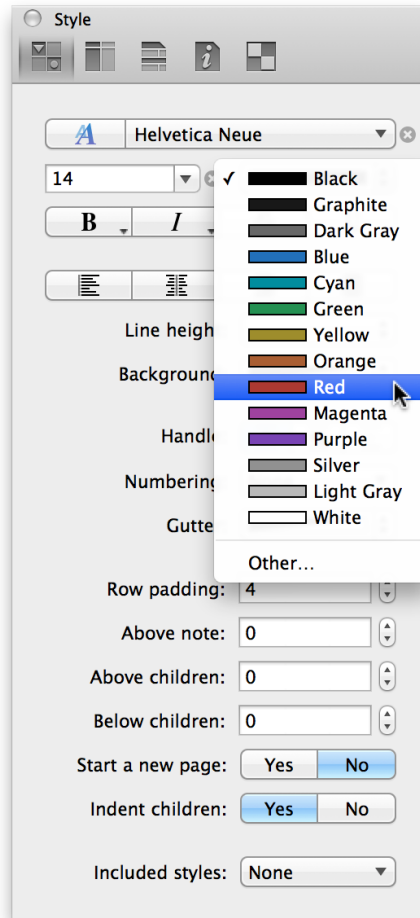 Style
A Helvetica Neue
14
✓ Black
Graphite
Dark Gray
B I
Blue
Cyan
Green
Line heigh
Yellow
Orange
Background
Red
Magenta
Handle
Purple
Silver
Numbering
Light Gray
White
Gutte
Other…
Row padding: 4
Above note: 0
Above children: 0
Below children: 0
Start a new page: Yes No
Indent children: Yes No
Included styles: None